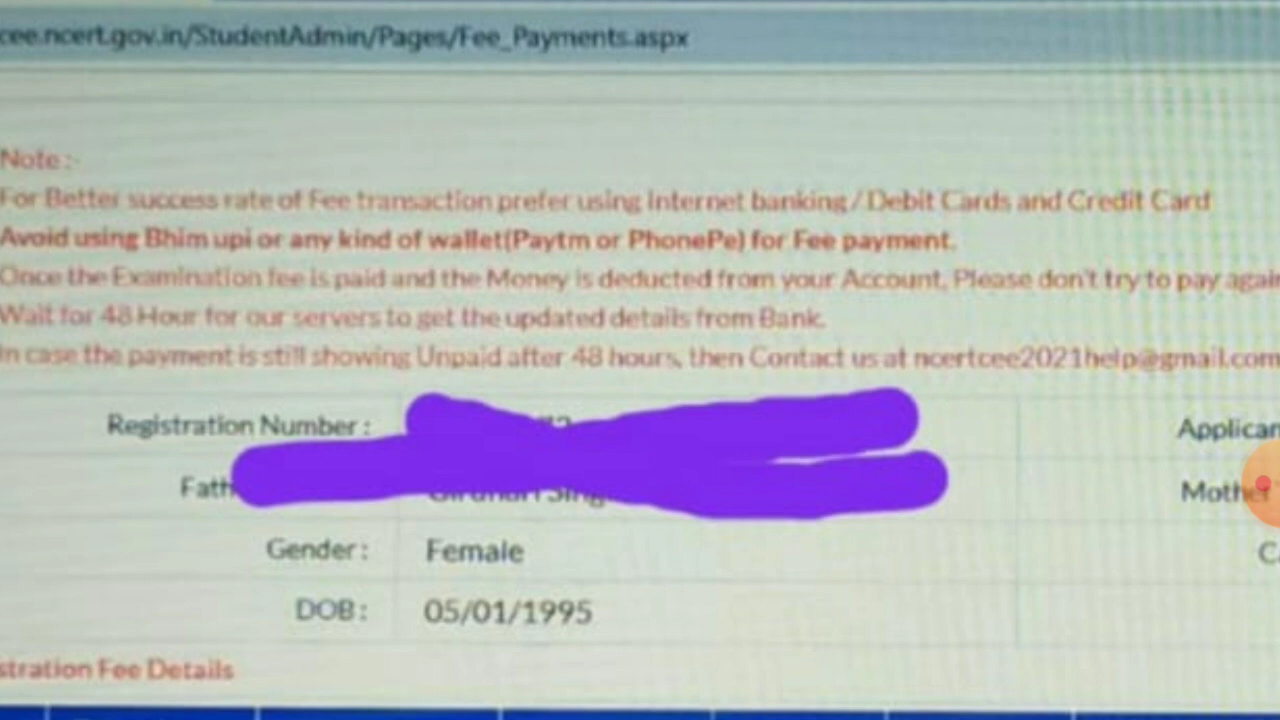 cee.ncert.gov.in/StudentAdmin/Pages/Fee_Payments.aspx
Note :-
For Better success rate of Fee transaction prefer using Internet banking / Debit Cards and Credit Card
Avoid using Bhim upi or any kind of wallet(Paytm or PhonePe) for Fee payment.
Once the Examination fee is paid and the Money is deducted from your Account, Please don't try to pay agai
Wait for 48 Hour for our servers to get the updated details from Bank.
In case the payment is still showing Unpaid after 48 hours, then Contact us at ncertcee2021help@gmail.com
Registration Number : Applican
Fath Moth
Gender : Female C
DOB : 05/01/1995
stration Fee Details